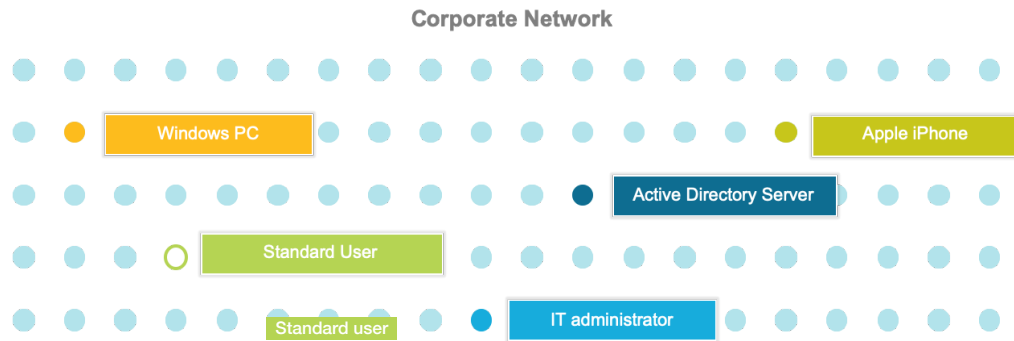 Corporate Network
Windows PC
Apple iPhone
Active Directory Server
Standard User
IT administrator
Standard user